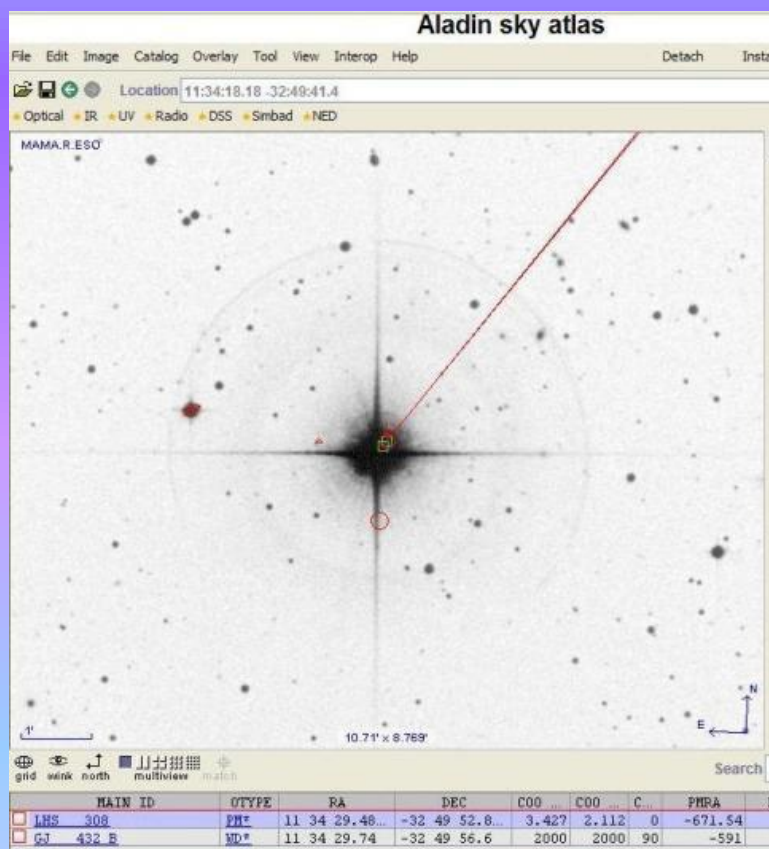 Aladin sky atlas
File Edit Image Catalog Overlay Tool View Interop Help Detach Insta
Location 11:34:18.18 -32:49:41.4
Optical IR UV Radio DSS Simbad NED
MAMA.R.ESO
N
E
1' 10.71' x 8.769'
grid wink north multiview match Search
MAIN ID OTYPE RA DEC COO ... COO ... C... PMRA
LHS 308 PM* 11 34 29.48... -32 49 52.8... 3.427 2.112 0 -671.54
GJ 432 B WD* 11 34 29.74 -32 49 56.6 2000 2000 90 -591